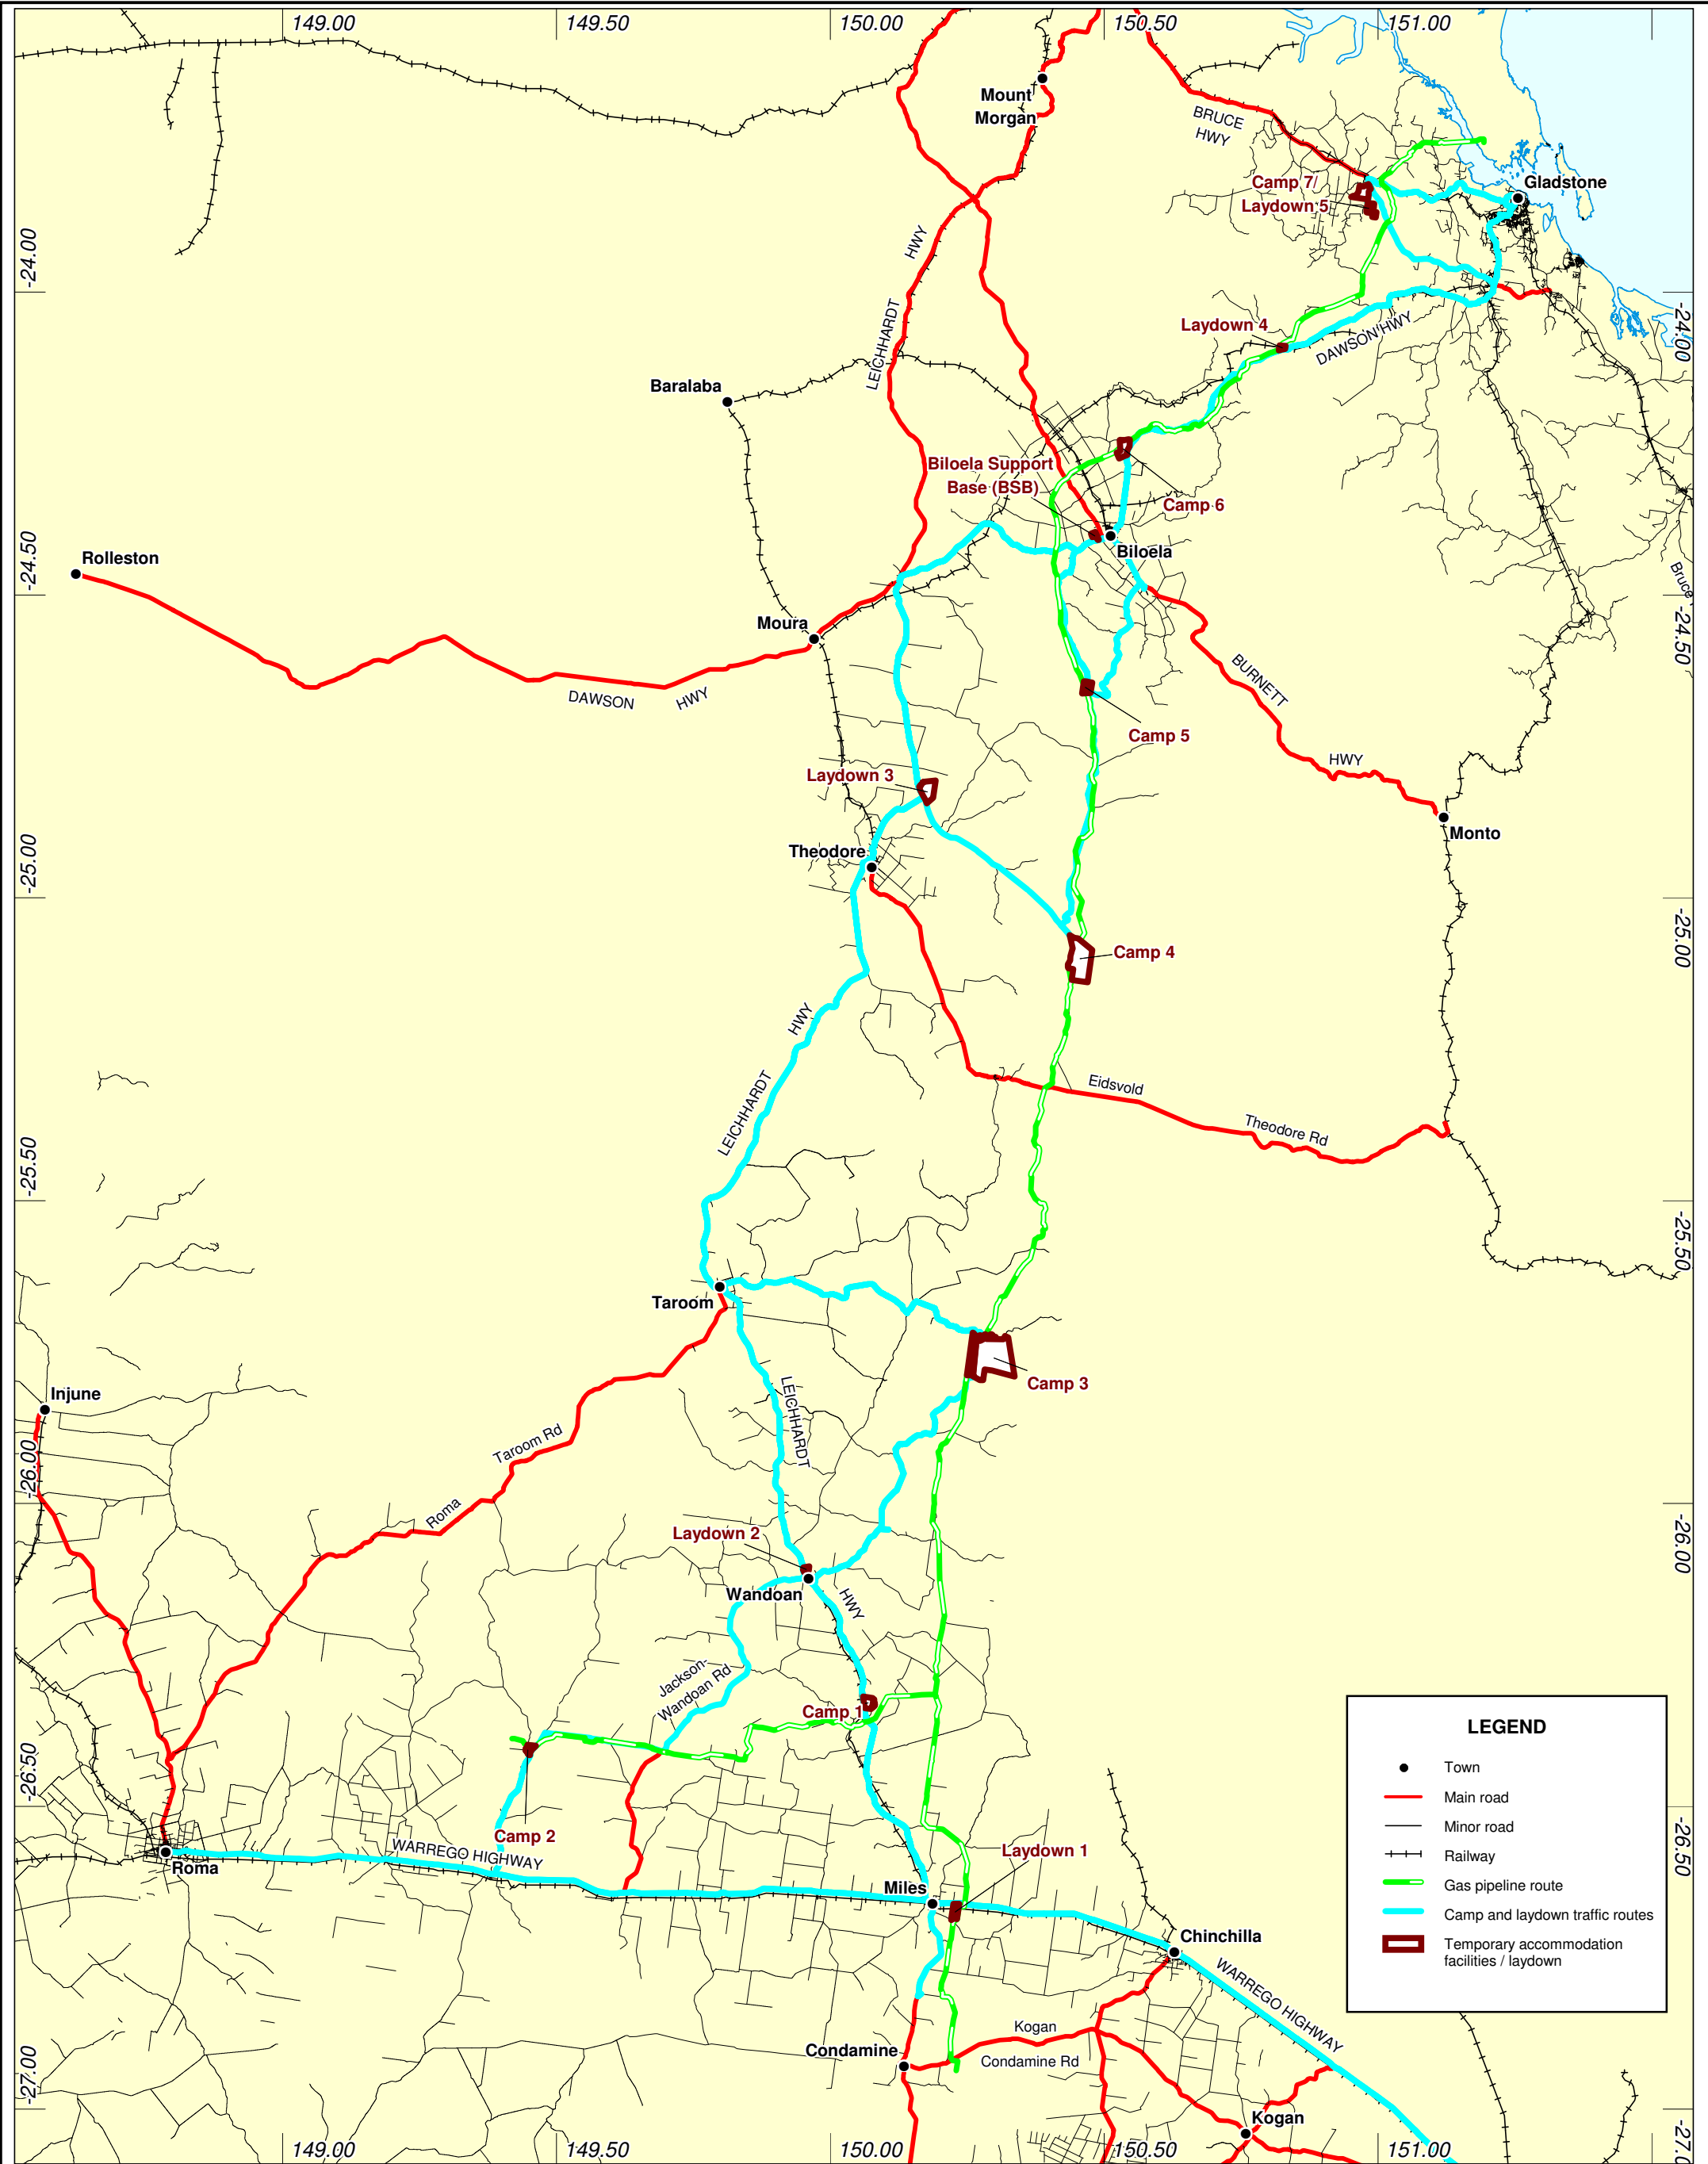 149.00
149.50
150.00
150.50
151.00
Mount
Morgan
BRUCE
HWY
Gladstone
Camp 7/
Laydown 5
-24.00
HWY
LEICHHARDT
Laydown 4
DAWSON HWY
-24.00
Baralaba
Biloela Support
Base (BSB)
Camp 6
Biloela
-24.50
Rolleston
Bruce
Moura
-24.50
DAWSON
HWY
BURNETT
HWY
Camp 5
Laydown 3
Monto
Theodore
-25.00
-25.00
Camp 4
HWY
LEICHHARDT
Eidsvold
Theodore Rd
-25.50
-25.50
Taroom
Camp 3
Injune
LEICHHARDT
Taroom Rd
-26.00
Roma
Laydown 2
-26.00
Wandoan
HWY
Jackson-
Wandoan Rd
Camp 1
LEGEND
Town
Main road
Minor road
Railway
Gas pipeline route
Camp and laydown traffic routes
Temporary accommodation
facilities / laydown
-26.50
Camp 2
WARREGO HIGHWAY
Roma
Laydown 1
-26.50
Miles
Chinchilla
WARREGO HIGHWAY
Kogan
Condamine
Condamine Rd
-27.00
Kogan
149.00
149.50
150.00
150.50
151.00
-27.0